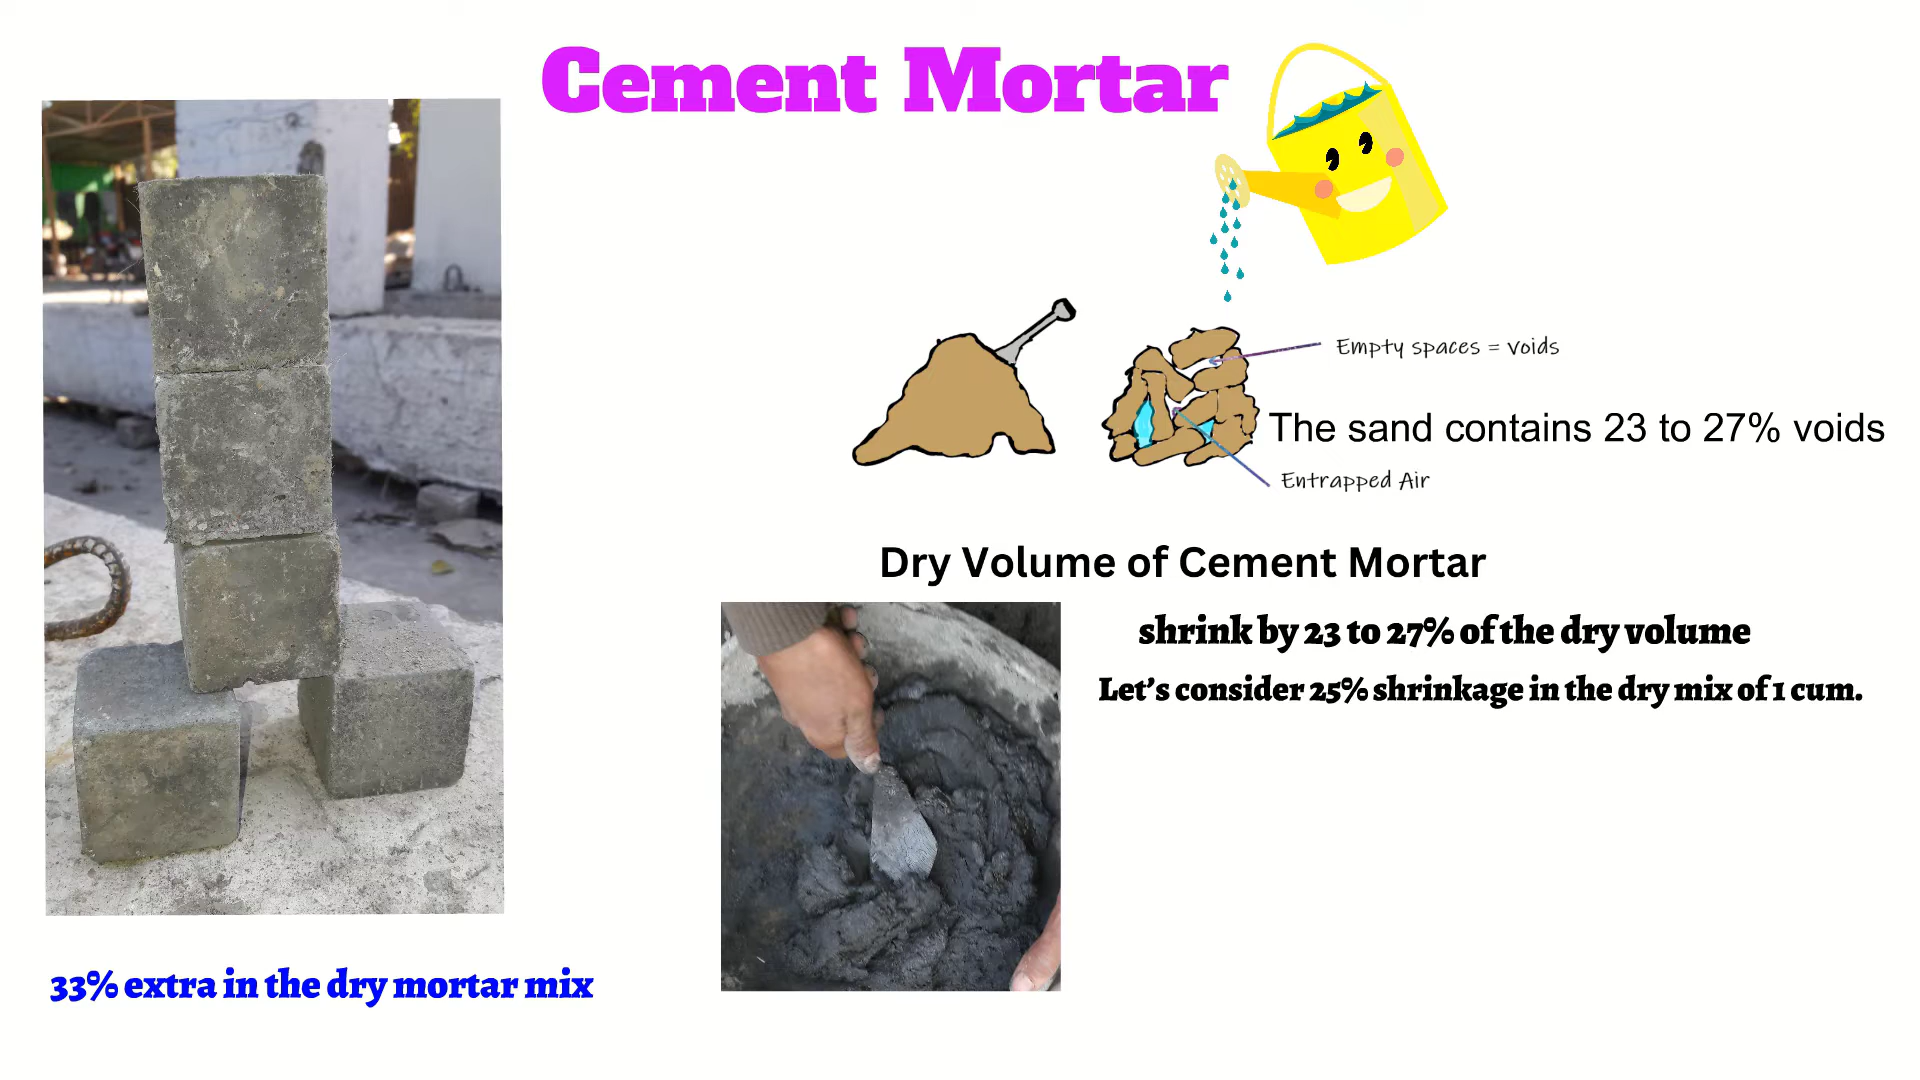 Cement Mortar
Empty spaces = voids
The sand contains 23 to 27% voids
Entrapped Air
Dry Volume of Cement Mortar
shrink by 23 to 27% of the dry volume
Let's consider 25% shrinkage in the dry mix of 1 cum.
33% extra in the dry mortar mix